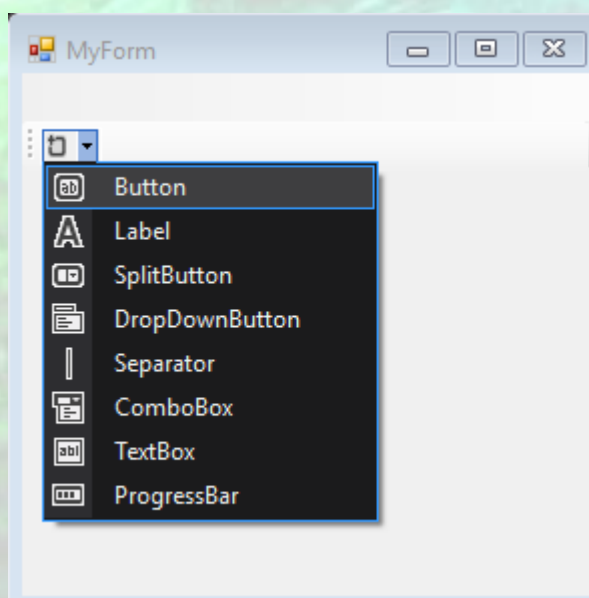 MyForm
Button
Label
SplitButton
DropDownButton
Separator
ComboBox
TextBox
ProgressBar